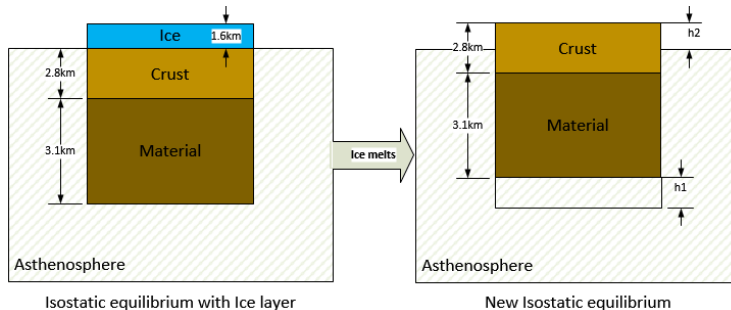 Ice
1.6km
2.8km
Crust
3.1km
Material
Asthenosphere
Isostatic equilibrium with Ice layer
Ice melts
h2
2.8km
Crust
3.1km
Material
h1
Asthenosphere
New Isostatic equilibrium